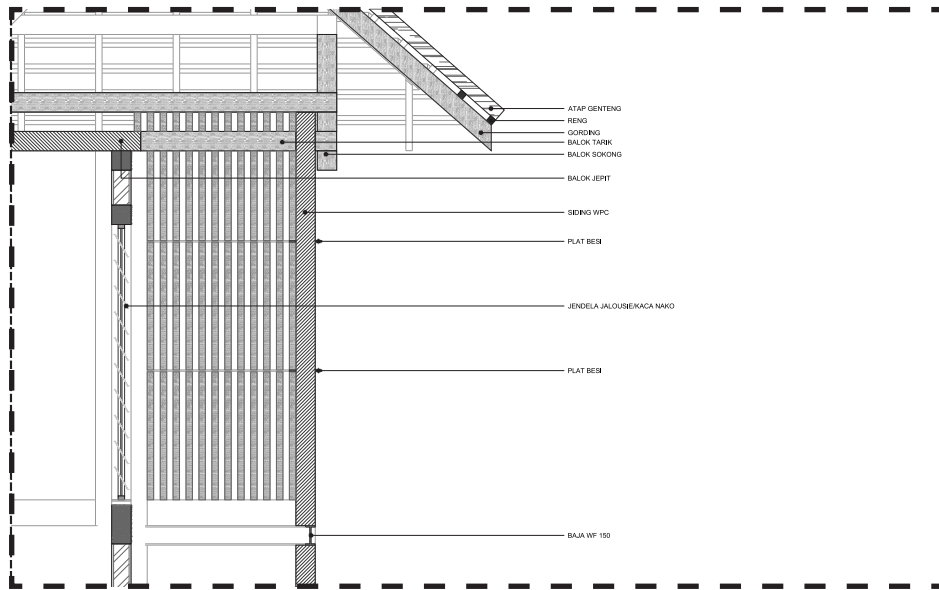 ATAP GENTENG
RENG
GORDING
BALOK TARIK
BALOK SOKONG
BALOK JEPIT
SIDING WPC
PLAT BESI
JENDELA JALOUSIE/KACA NAKO
PLAT BESI
BAJA WF 150